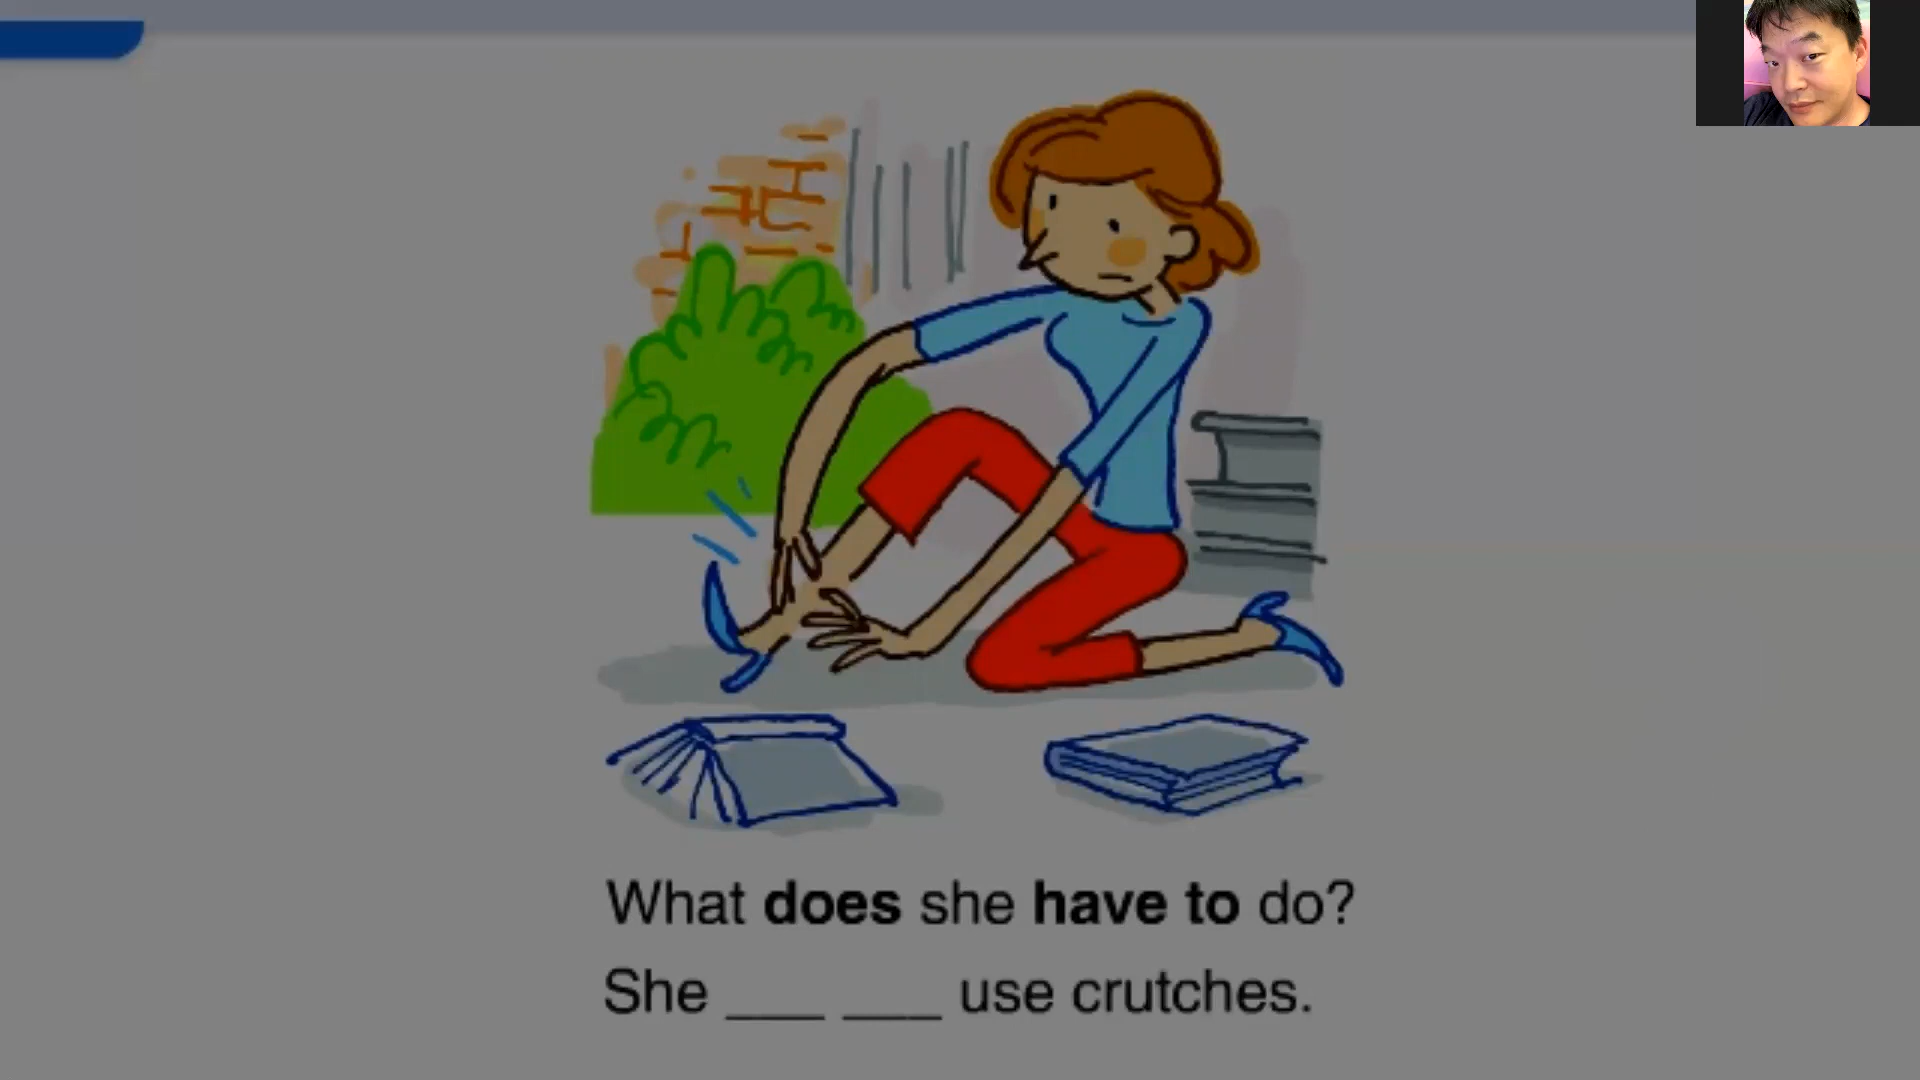 What does she have to do?
She ___ ___ use crutches.